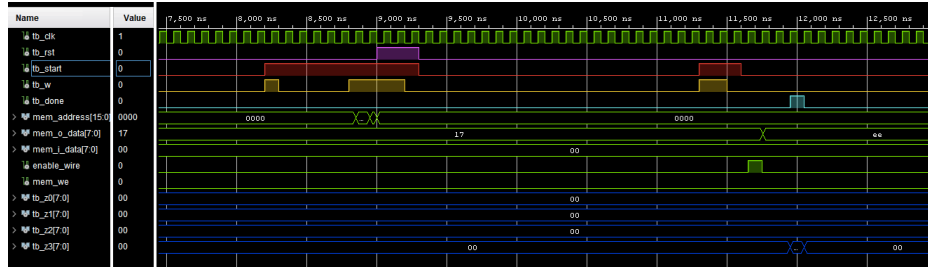 Name Value 7,500 ns 8,000 ns 8,500 ns 9,000 ns 9,500 ns 10,000 ns 10,500 ns 11,000 ns 11,500 ns 12,000 ns 12,500 ns
tb_clk 1
tb_rst 0
tb_start 0
tb_w 0
tb_done 0
mem_address[15:0] 0000 0000 ... 0000
mem_o_data[7:0] 17 17 ee
mem_i_data[7:0] 00 00
enable_wire 0
mem_we 0
tb_z0[7:0] 00 00
tb_z1[7:0] 00 00
tb_z2[7:0] 00 00
tb_z3[7:0] 00 00 ... 00